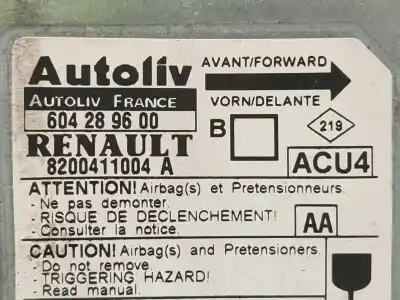 Autoliv
AVANT/FORWARD
AUTOLIV FRANCE
VORN/DELANTE
604 28 96 00
B
219
RENAULT
8200411004 A
ACU4
ATTENTION! Airbag(s) et Pretensionneurs.
- Ne pas demonter.
- RISQUE DE DECLENCHEMENT!
- Consulter la notice.
AA
CAUTION! Airbag(s) and Pretensioners.
- Do not remove.
- TRIGGERING HAZARD!
- Read manual.